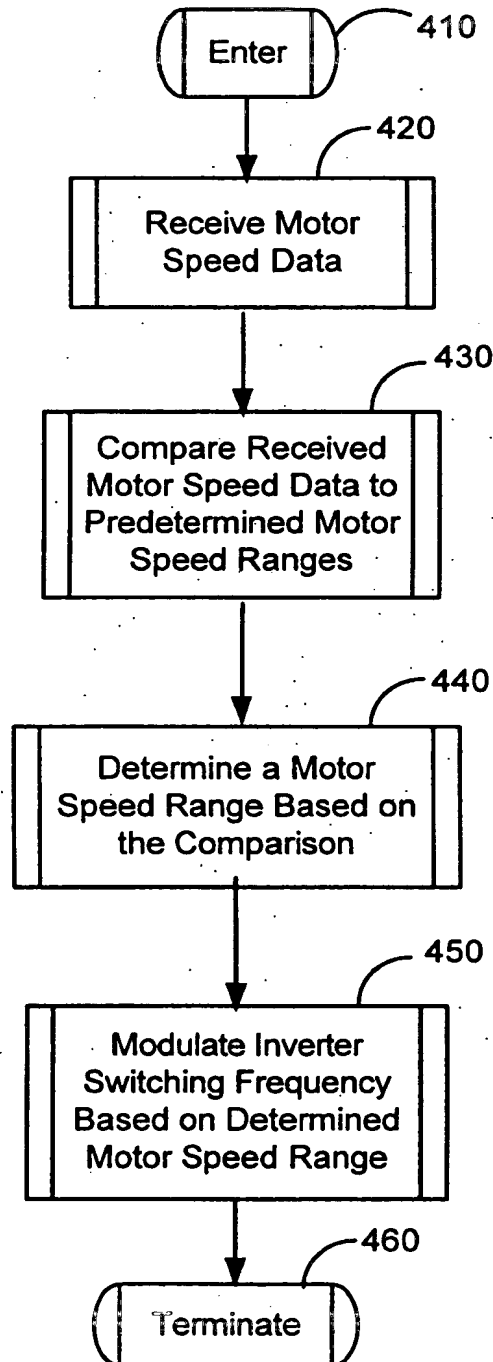 410
Enter
420
Receive Motor
Speed Data
430
Compare Received
Motor Speed Data to
Predetermined Motor
Speed Ranges
440
Determine a Motor
Speed Range Based on
the Comparison
450
Modulate Inverter
Switching Frequency
Based on Determined
Motor Speed Range
460
Terminate